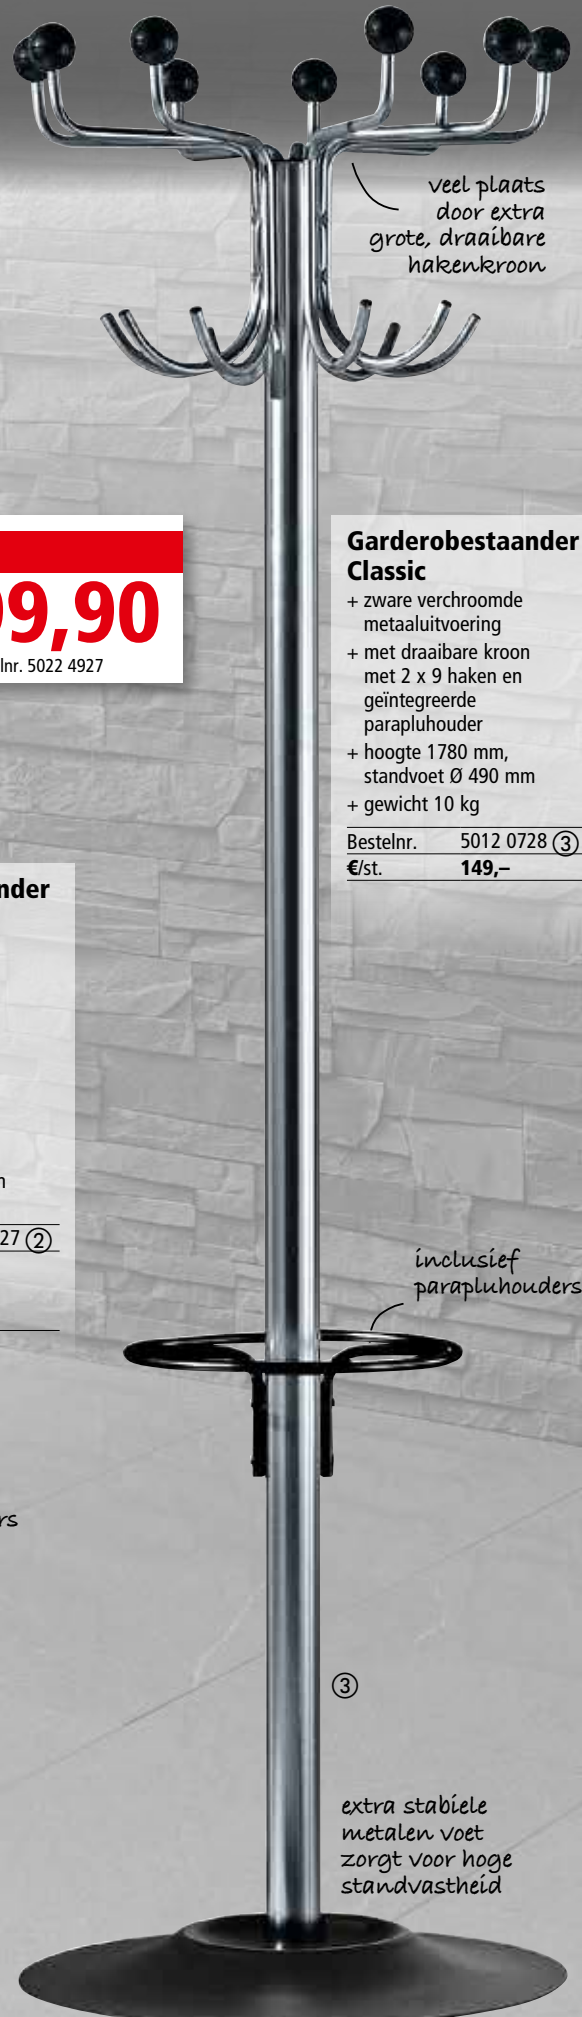 veel plaats
door extra
grote, draaibare
hakenkroon
9,90
lnr. 5022 4927
Garderobestaander
Classic
+ zware verchroomde
metaaluitvoering
+ met draaibare kroon
met 2 x 9 haken en
geïntegreerde
parapluhouder
+ hoogte 1780 mm,
standvoet Ø 490 mm
+ gewicht 10 kg
Bestelnr. 5012 0728 ③
€/st. 149,–
nder
27 ②
inclusief
parapluhouders
rs
③
extra stabiele
metalen voet
zorgt voor hoge
standvastheid